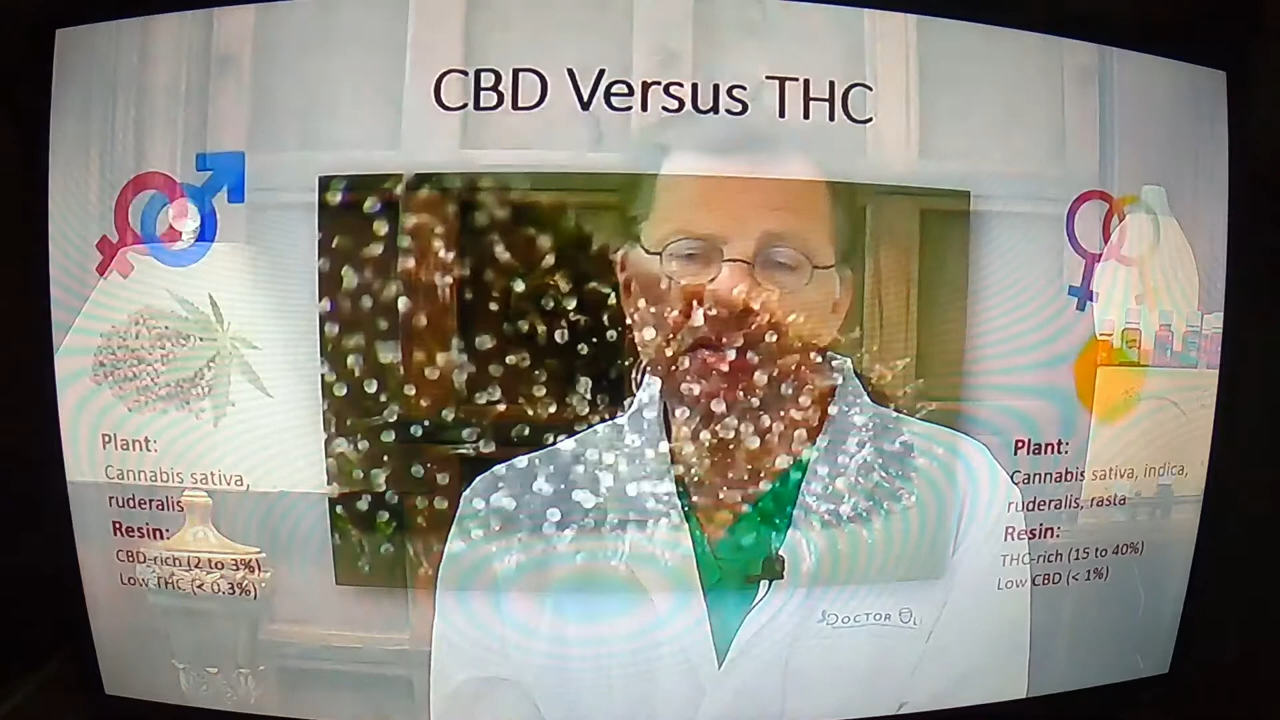 CBD Versus THC
Plant:
Cannabis sativa,
ruderalis
Resin:
CBD-rich (2 to 3%)
Low THC (< 0.3%)
Plant:
Cannabis sativa, indica,
ruderalis, rasta
Resin:
THC-rich (15 to 40%)
Low CBD (< 1%)
DOCTOR